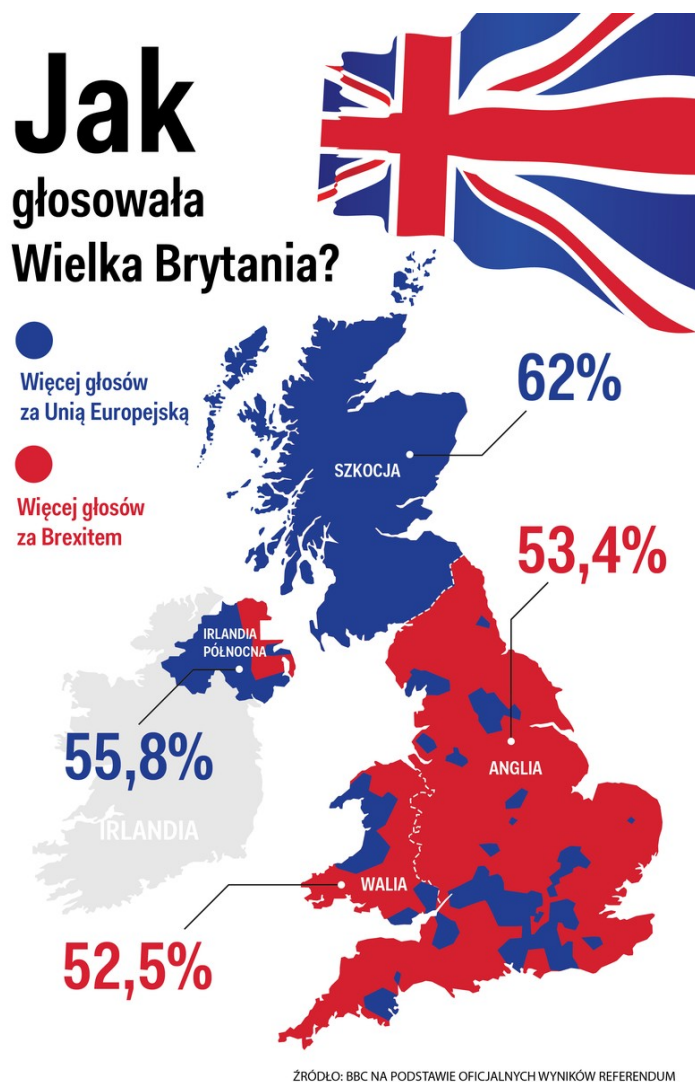 Jak
głosowała
Wielka Brytania?
Więcej głosów
za Unią Europejską
Więcej głosów
za Brexitem
62%
SZKOCJA
53,4%
IRLANDIA
PÓŁNOCNA
55,8%
ANGLIA
IRLANDIA
WALIA
52,5%
ŹRÓDŁO: BBC NA PODSTAWIE OFICJALNYCH WYNIKÓW REFERENDUM